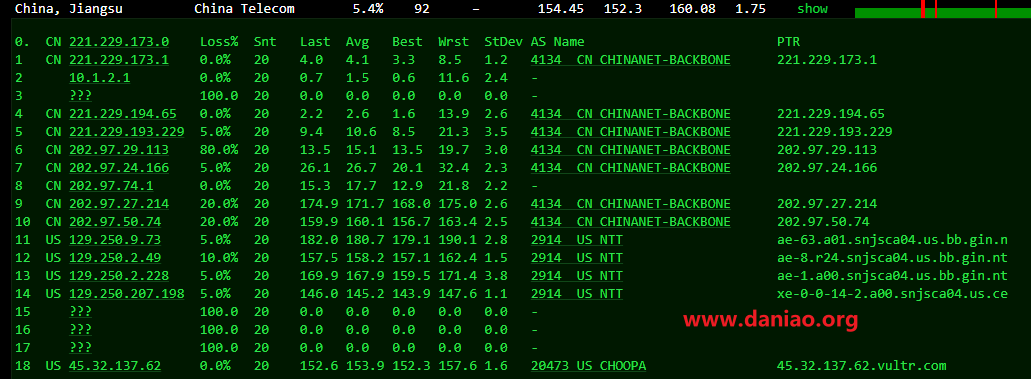 China, Jiangsu China Telecom 5.4% 92 – 154.45 152.3 160.08 1.75 show
0. CN 221.229.173.0 Loss% Snt Last Avg Best Wrst StDev AS Name PTR
1 CN 221.229.173.1 0.0% 20 4.0 4.1 3.3 8.5 1.2 4134 CN CHINANET-BACKBONE 221.229.173.1
2 10.1.2.1 0.0% 20 0.7 1.5 0.6 11.6 2.4 -
3 ??? 100.0 20 0.0 0.0 0.0 0.0 0.0 -
4 CN 221.229.194.65 0.0% 20 2.2 2.6 1.6 13.9 2.6 4134 CN CHINANET-BACKBONE 221.229.194.65
5 CN 221.229.193.229 5.0% 20 9.4 10.6 8.5 21.3 3.5 4134 CN CHINANET-BACKBONE 221.229.193.229
6 CN 202.97.29.113 80.0% 20 13.5 15.1 13.5 19.7 3.0 4134 CN CHINANET-BACKBONE 202.97.29.113
7 CN 202.97.24.166 5.0% 20 26.1 26.7 20.1 32.4 2.3 4134 CN CHINANET-BACKBONE 202.97.24.166
8 CN 202.97.74.1 0.0% 20 15.3 17.7 12.9 21.8 2.2 -
9 CN 202.97.27.214 20.0% 20 174.9 171.7 168.0 175.0 2.6 4134 CN CHINANET-BACKBONE 202.97.27.214
10 CN 202.97.50.74 20.0% 20 159.9 160.1 156.7 163.4 2.5 4134 CN CHINANET-BACKBONE 202.97.50.74
11 US 129.250.9.73 5.0% 20 182.0 180.7 179.1 190.1 2.8 2914 US NTT ae-63.a01.snjsca04.us.bb.gin.n
12 US 129.250.2.49 10.0% 20 157.5 158.2 157.1 162.4 1.5 2914 US NTT ae-8.r24.snjsca04.us.bb.gin.nt
13 US 129.250.2.228 5.0% 20 169.9 167.9 159.5 171.4 3.8 2914 US NTT ae-1.a00.snjsca04.us.bb.gin.nt
14 US 129.250.207.198 5.0% 20 146.0 145.2 143.9 147.6 1.1 2914 US NTT xe-0-0-14-2.a00.snjsca04.us.ce
15 ??? 100.0 20 0.0 0.0 0.0 0.0 0.0 -
16 ??? 100.0 20 0.0 0.0 0.0 0.0 0.0 -
www.daniao.org
17 ??? 100.0 20 0.0 0.0 0.0 0.0 0.0 -
18 US 45.32.137.62 0.0% 20 152.6 153.9 152.3 157.6 1.6 20473 US CHOOPA 45.32.137.62.vultr.com